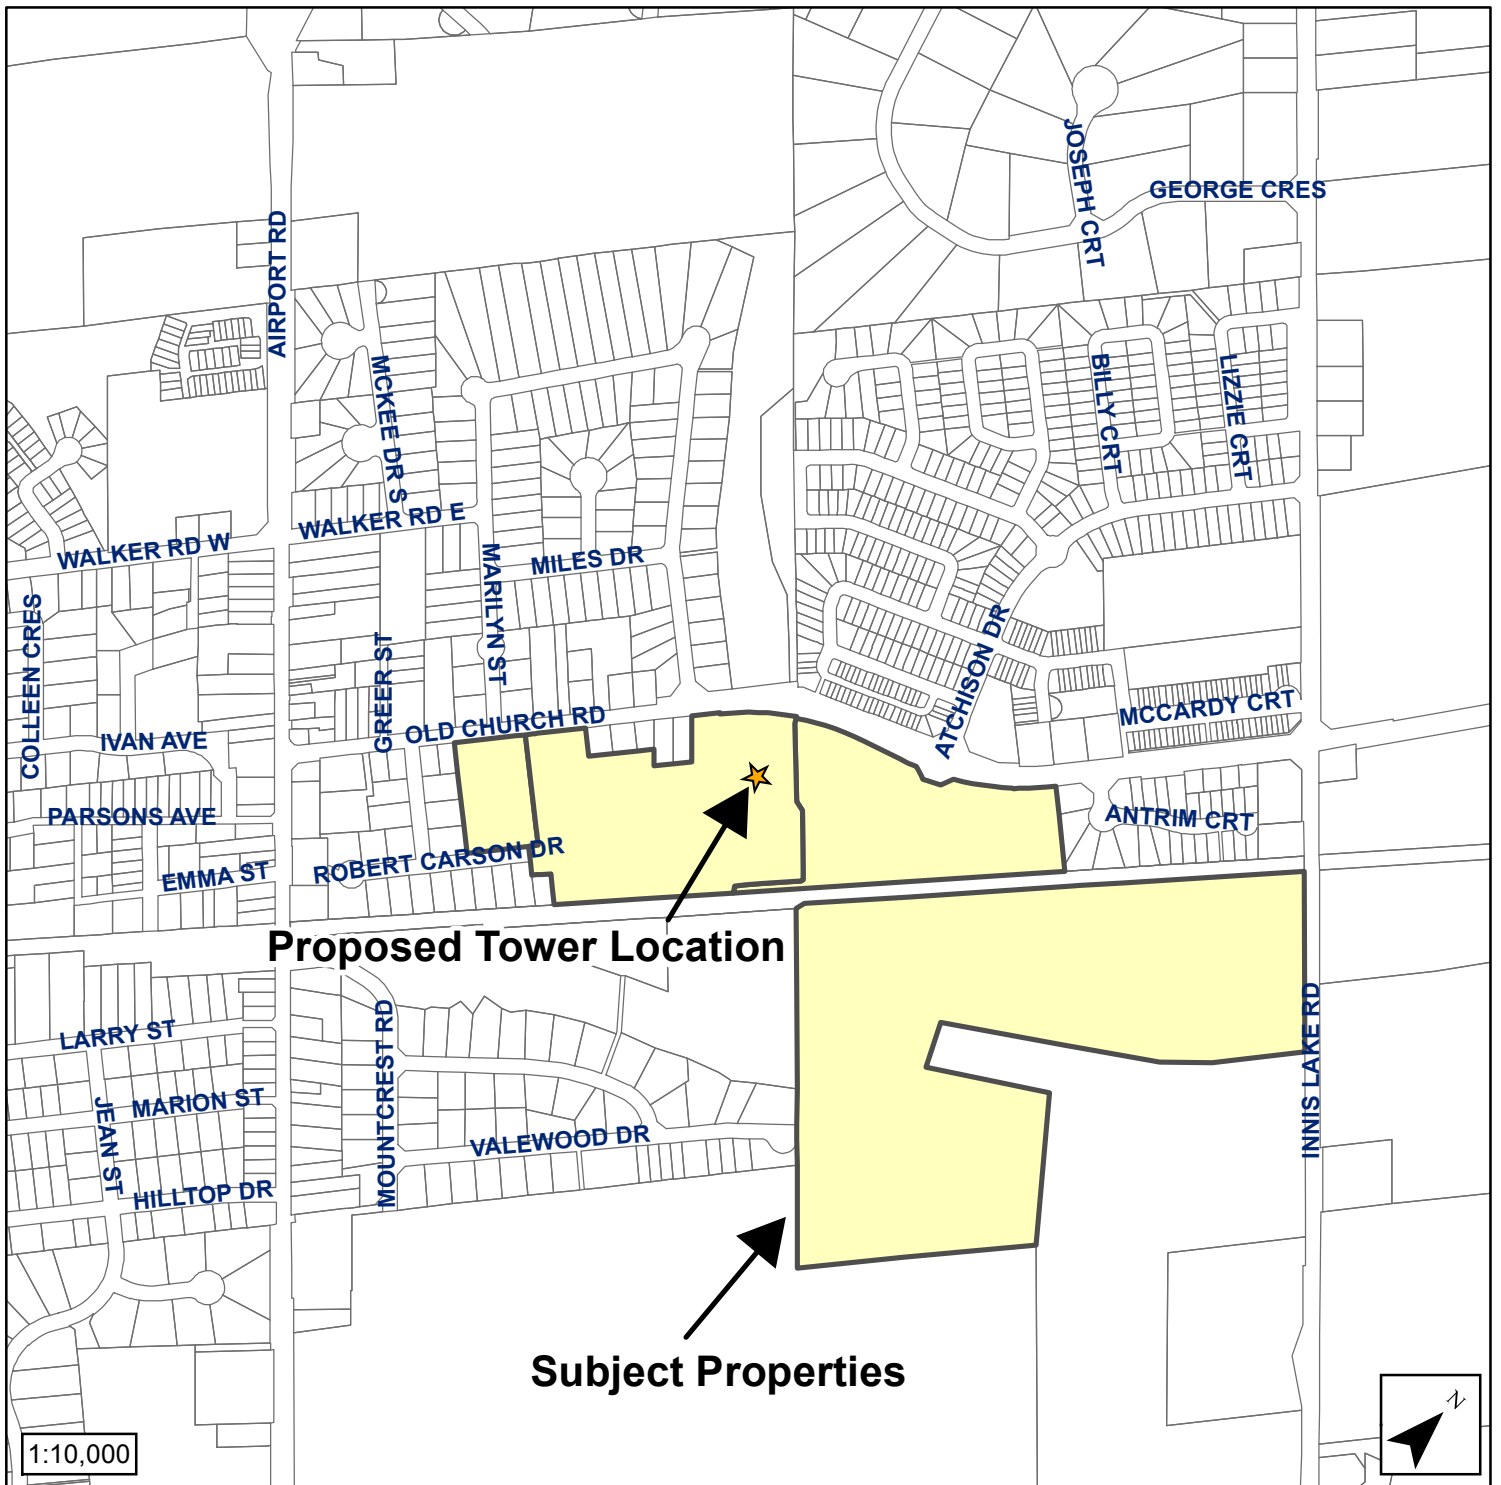 JOSEPH CRT
GEORGE CRES
AIRPORT RD
MCKEE DR S
BILLY CRT
LIZZIE CRT
WALKER RD W
WALKER RD E
MARILYN ST
MILES DR
COLLEEN CRES
GREER ST
ATCHISON DR
IVAN AVE
OLD CHURCH RD
MCCARDY CRT
PARSONS AVE
ANTRIM CRT
EMMA ST
ROBERT CARSON DR
Proposed Tower Location
LARRY ST
MOUNTCREST RD
INNIS LAKE RD
JEAN ST
MARION ST
VALEWOOD DR
HILLTOP DR
Subject Properties
1:10,000
N